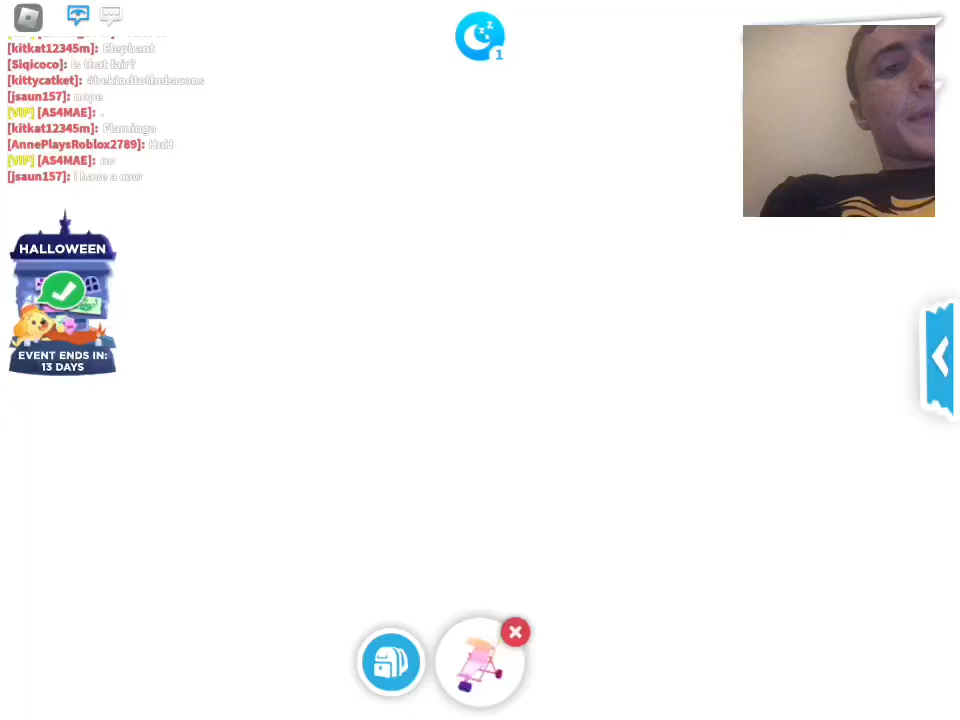 [kitkat12345m]: Elephant
[Siqicoco]: Is that fair?
[kittycatket]: #bekindtothebacons
[jsaun157]: nope
[VIP] [AS4MAE]: .
[kitkat12345m]: Flamingo
[AnnePlaysRoblox2789]: HuH
[VIP] [AS4MAE]: no
[jsaun157]: i have a cow
HALLOWEEN
EVENT ENDS IN:
13 DAYS
z z z
1